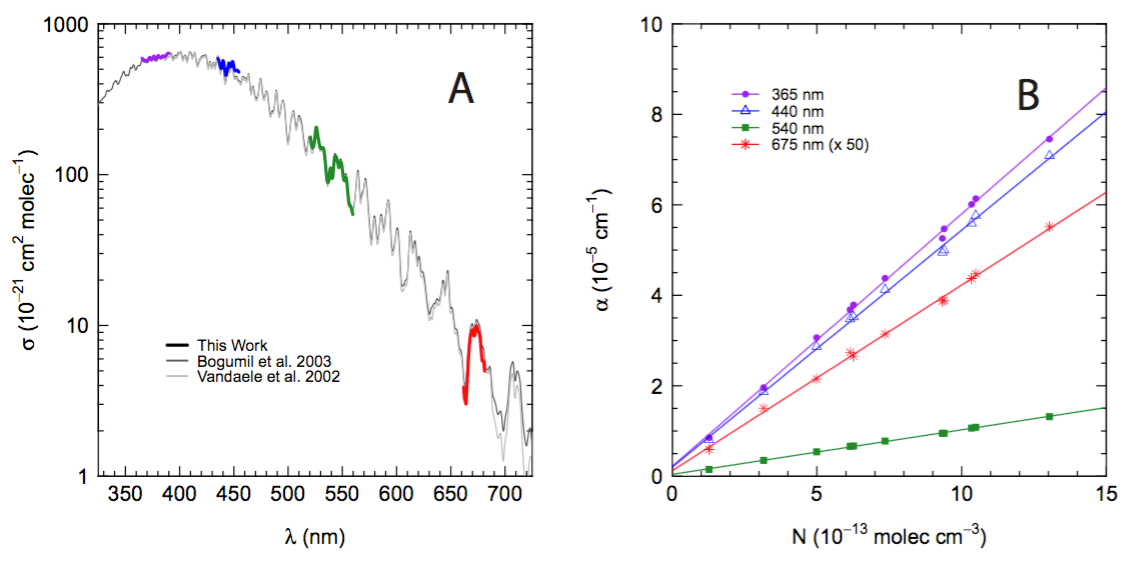 A
B
σ (10⁻²¹ cm² molec⁻¹)
1000
100
10
1
This Work
Bogumil et al. 2003
Vandaele et al. 2002
350 400 450 500 550 600 650 700
λ (nm)
α (10⁻⁵ cm⁻¹)
10
8
6
4
2
0
365 nm
440 nm
540 nm
675 nm (x 50)
0 5 10 15
N (10⁻¹³ molec cm⁻³)